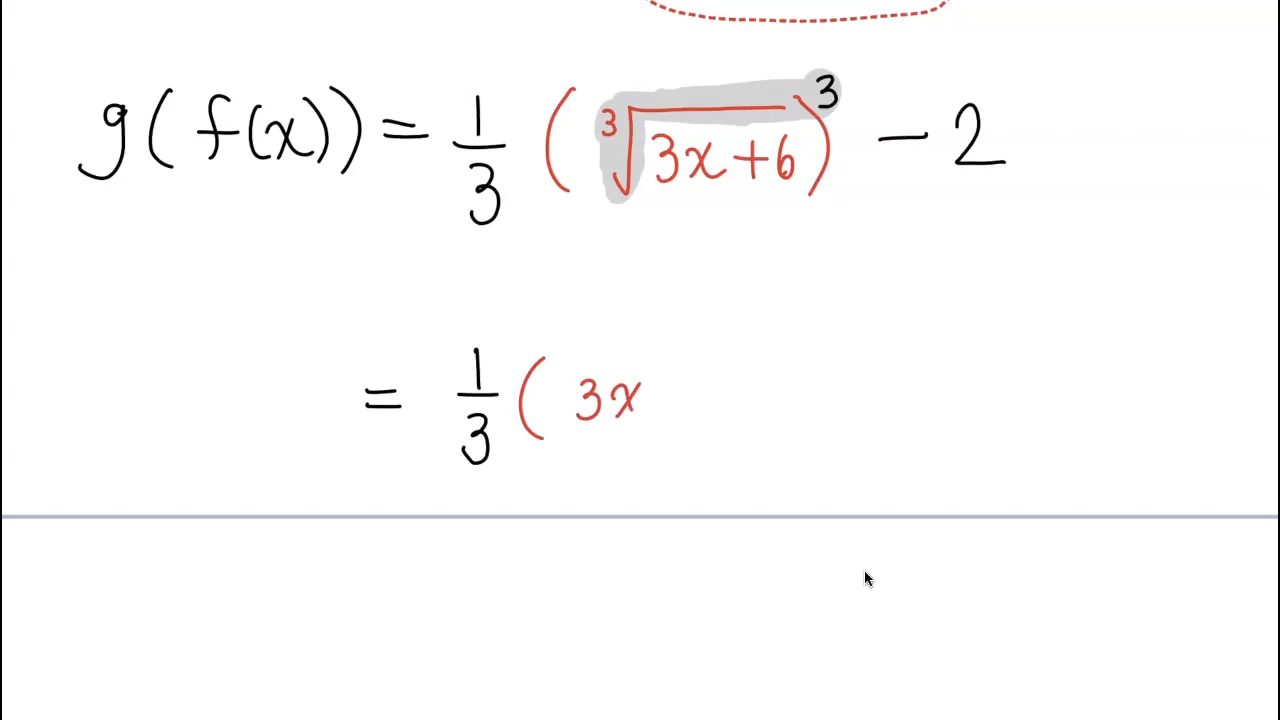 g(f(x)) = 1/3 (∛(3x+6))³ − 2
= 1/3 ( 3x